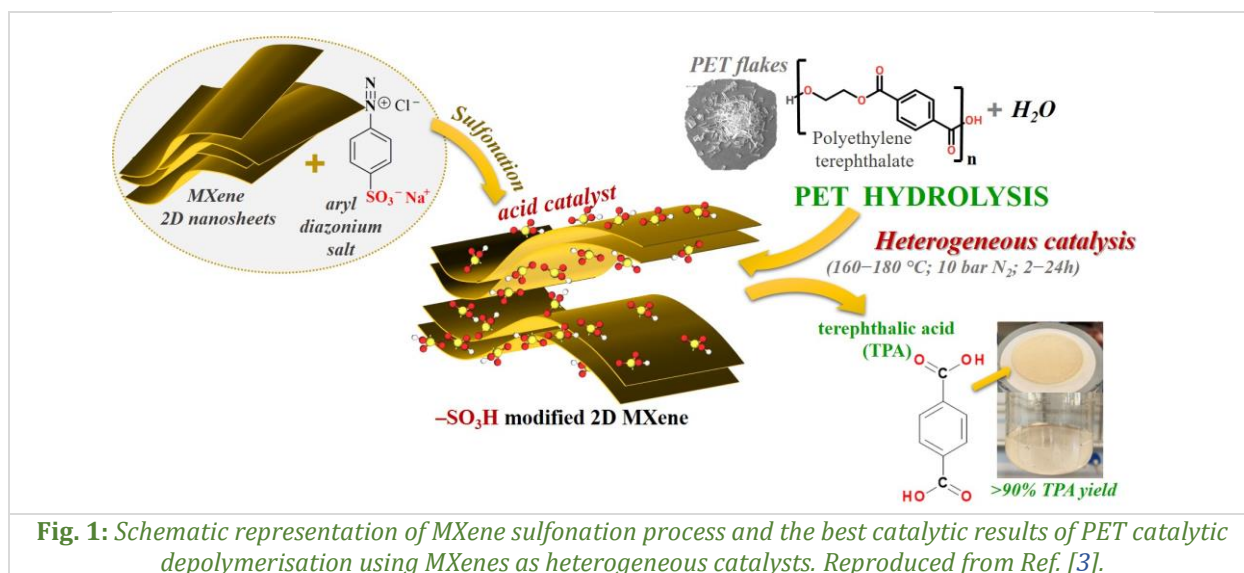 N
N
+ Cl−
MXene
2D nanosheets
+
SO₃− Na+
aryl
diazonium
salt
Sulfonation
acid catalyst
–SO₃H modified 2D MXene
PET flakes
H
O
O
O
O
OH
n
+ H₂O
Polyethylene
terephthalate
PET HYDROLYSIS
Heterogeneous catalysis
(160−180 °C; 10 bar N₂; 2−24h)
terephthalic acid
(TPA)
O
C
OH
HO
C
O
>90% TPA yield
Fig. 1: Schematic representation of MXene sulfonation process and the best catalytic results of PET catalytic
depolymerisation using MXenes as heterogeneous catalysts. Reproduced from Ref. [3].